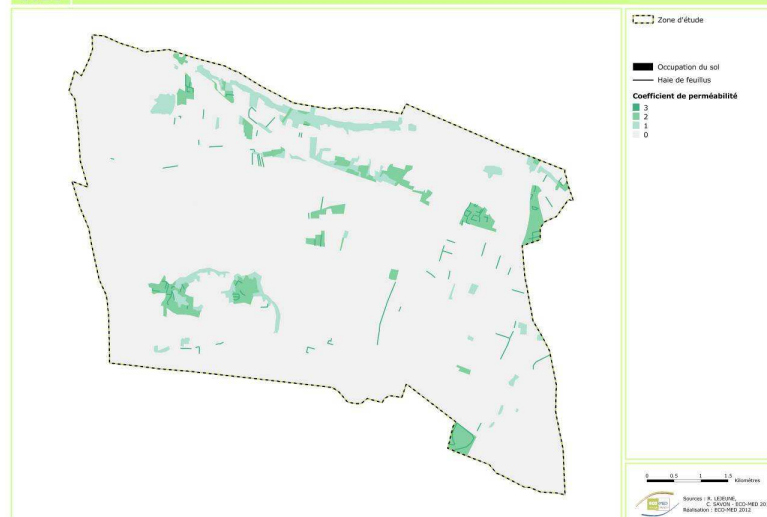 Zone d'étude
Occupation du sol
Haie de feuillus
Coefficient de perméabilité
3
2
1
0
0 0.5 1 1.5 Kilomètres
Sources : R. LEJEUNE,
C. SAVON - ECO-MED 20
Réalisation : ECO-MED 2012